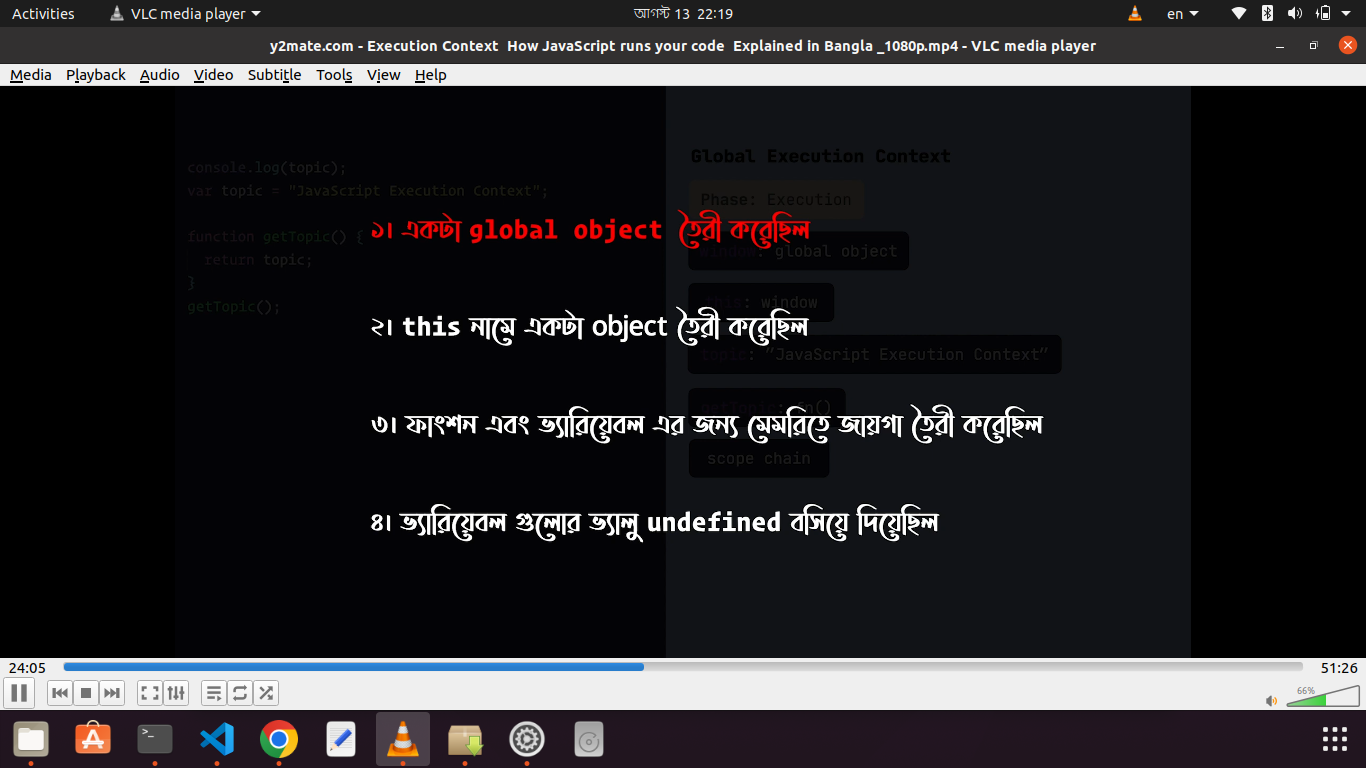 Activities VLC media player আগস্ট 13 22:19 en
y2mate.com - Execution Context How JavaScript runs your code Explained in Bangla _1080p.mp4 - VLC media player
Media Playback Audio Video Subtitle Tools View Help
console.log(topic);
var topic = "JavaScript Execution Context";
function getTopic() {
return topic;
}
getTopic();
Global Execution Context
Phase: Execution
window: global object
this: window
topic: "JavaScript Execution Context"
getTopic: fn()
scope chain
১। একটা global object তৈরী করেছিল
২। this নামে একটা object তৈরী করেছিল
৩। ফাংশন এবং ভ্যারিয়েবল এর জন্য মেমরিতে জায়গা তৈরী করেছিল
৪। ভ্যারিয়েবল গুলোর ভ্যালু undefined বসিয়ে দিয়েছিল
24:05 51:26
66%